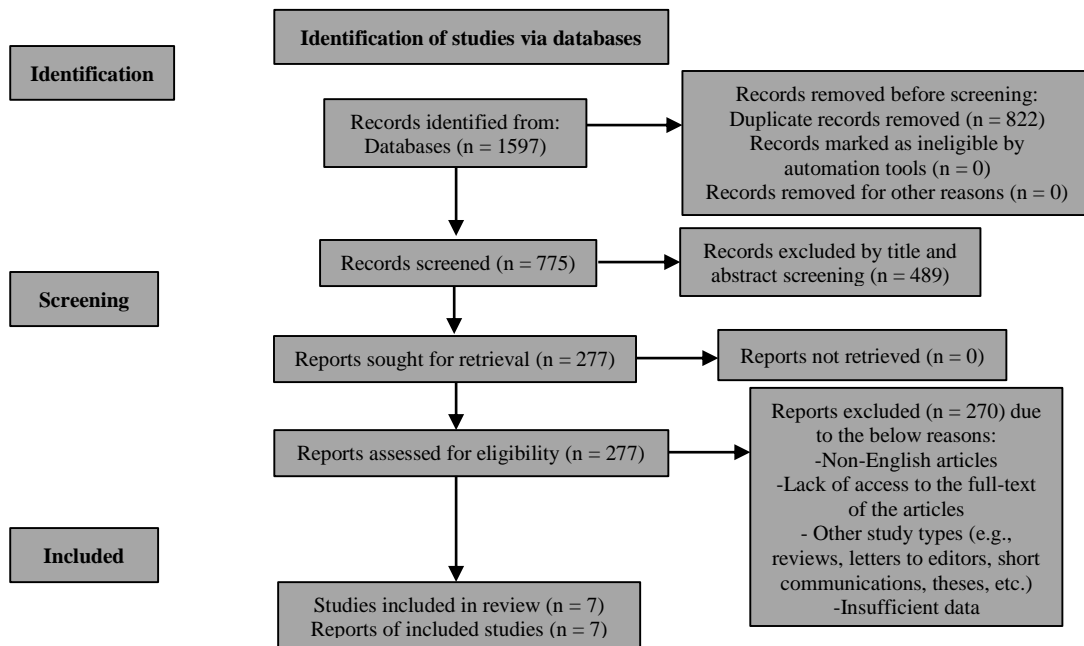 Identification of studies via databases
Identification
Records identified from:
Databases (n = 1597)
Records removed before screening:
Duplicate records removed (n = 822)
Records marked as ineligible by
automation tools (n = 0)
Records removed for other reasons (n = 0)
Screening
Records screened (n = 775)
Records excluded by title and
abstract screening (n = 489)
Reports sought for retrieval (n = 277)
Reports not retrieved (n = 0)
Reports assessed for eligibility (n = 277)
Reports excluded (n = 270) due
to the below reasons:
-Non-English articles
-Lack of access to the full-text
of the articles
- Other study types (e.g.,
reviews, letters to editors, short
communications, theses, etc.)
-Insufficient data
Included
Studies included in review (n = 7)
Reports of included studies (n = 7)